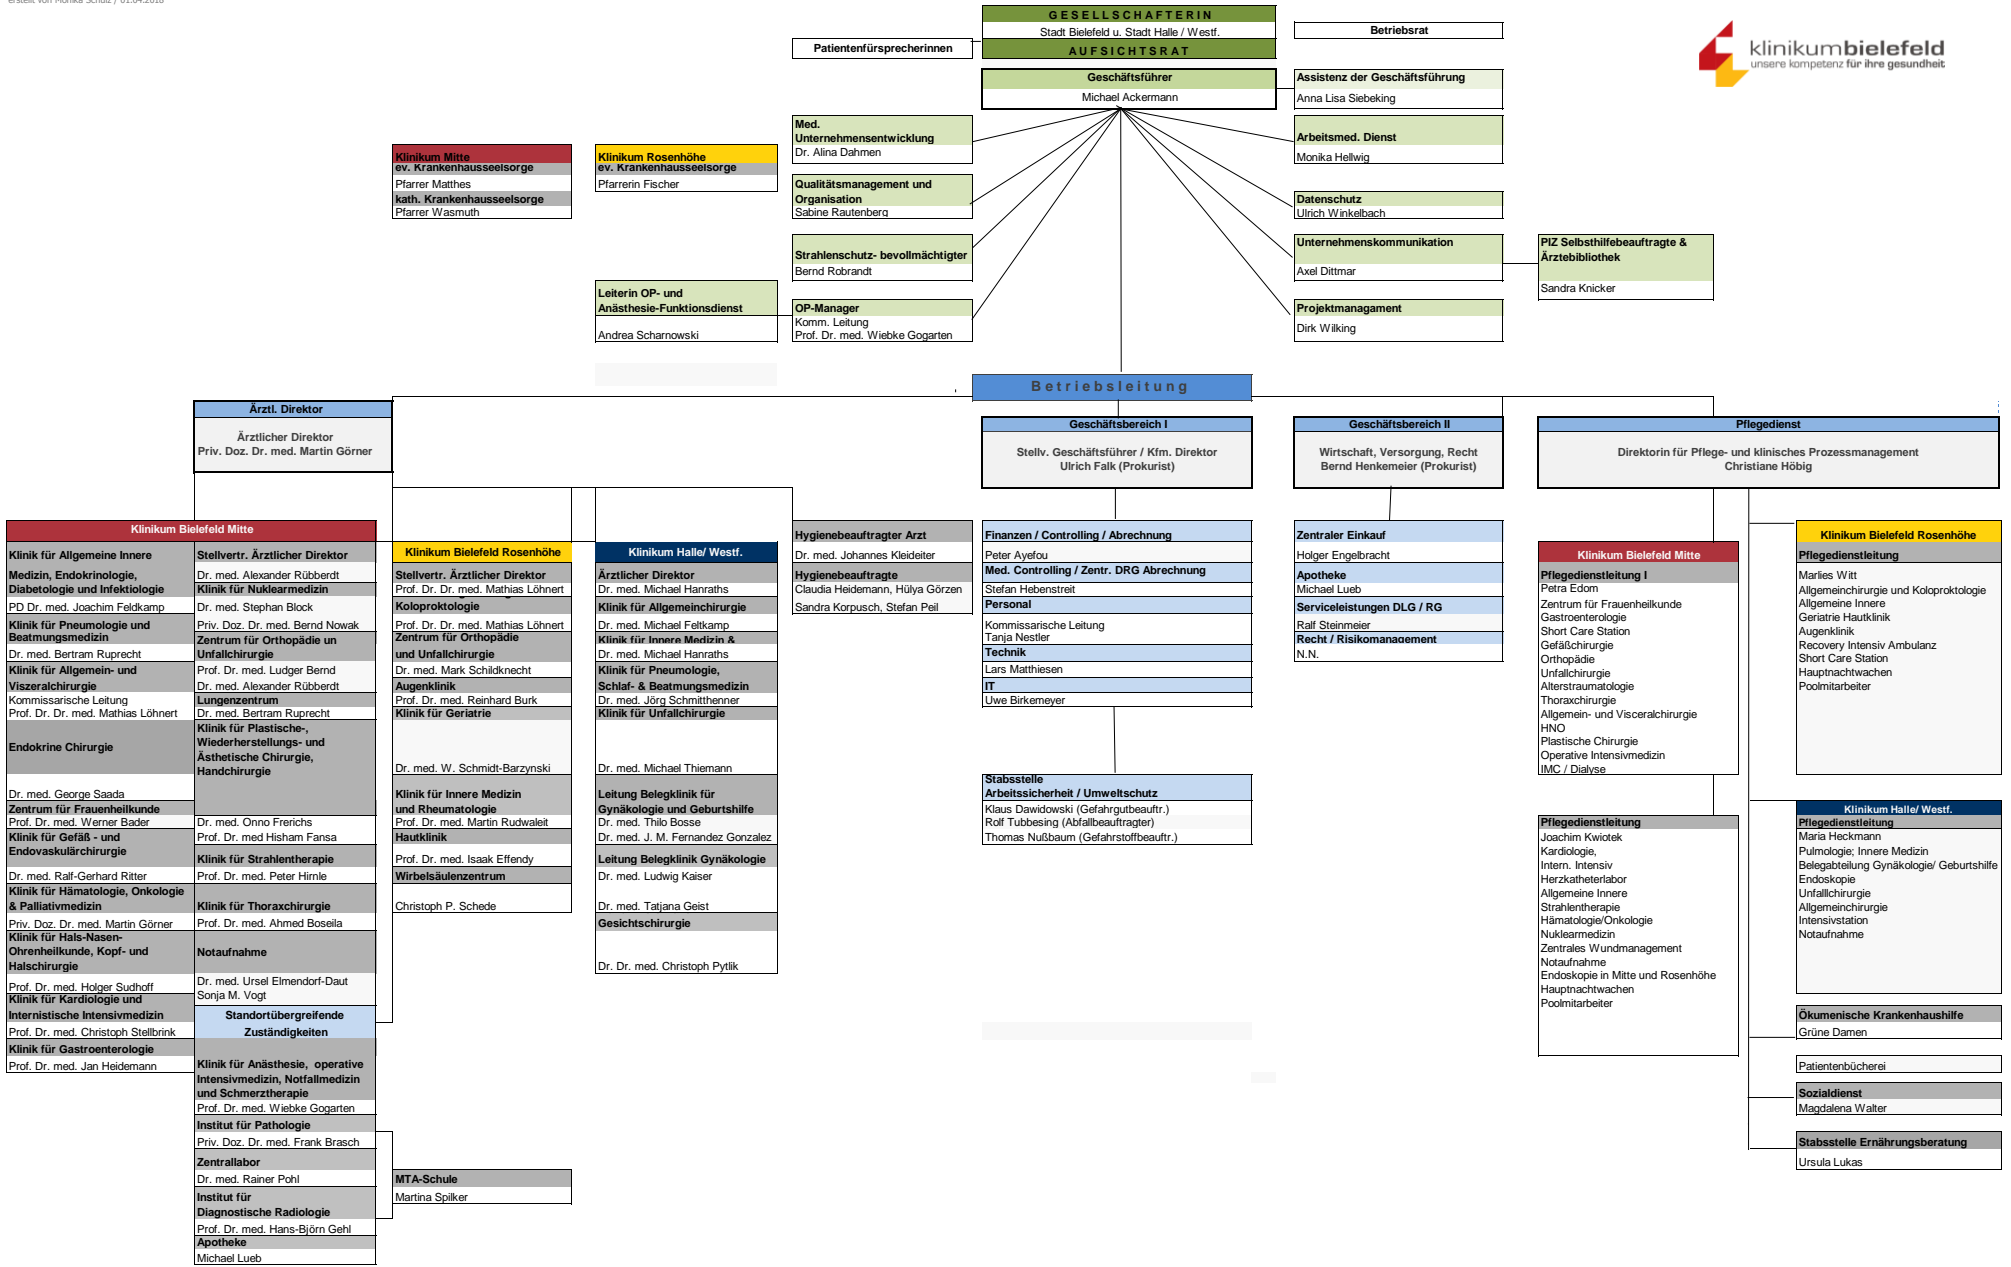 erstellt von Monika Schulz / 01.04.2018
GESELLSCHAFTERIN
Stadt Bielefeld u. Stadt Halle / Westf.
AUFSICHTSRAT
Patientenfürsprecherinnen
Betriebsrat
klinikumbielefeld
unsere kompetenz für ihre gesundheit
Geschäftsführer
Michael Ackermann
Assistenz der Geschäftsführung
Anna Lisa Siebeking
Med.
Unternehmensentwicklung
Dr. Alina Dahmen
Arbeitsmed. Dienst
Monika Hellwig
Klinikum Mitte
ev. Krankenhausseelsorge
Pfarrer Matthes
kath. Krankenhausseelsorge
Pfarrer Wasmuth
Klinikum Rosenhöhe
ev. Krankenhausseelsorge
Pfarrerin Fischer
Qualitätsmanagement und
Organisation
Sabine Rautenberg
Datenschutz
Ulrich Winkelbach
Strahlenschutz- bevollmächtigter
Bernd Robrandt
Unternehmenskommunikation
Axel Dittmar
PIZ Selbsthilfebeauftragte &
Ärztebibliothek
Sandra Knicker
Leiterin OP- und
Anästhesie-Funktionsdienst
Andrea Scharnowski
OP-Manager
Komm. Leitung
Prof. Dr. med. Wiebke Gogarten
Projektmanagament
Dirk Wilking
Betriebsleitung
Ärztl. Direktor
Ärztlicher Direktor
Priv. Doz. Dr. med. Martin Görner
Geschäftsbereich I
Stellv. Geschäftsführer / Kfm. Direktor
Ulrich Falk (Prokurist)
Geschäftsbereich II
Wirtschaft, Versorgung, Recht
Bernd Henkemeier (Prokurist)
Pflegedienst
Direktorin für Pflege- und klinisches Prozessmanagement
Christiane Höbig
Klinikum Bielefeld Mitte
Klinik für Allgemeine Innere
Medizin, Endokrinologie,
Diabetologie und Infektiologie
PD Dr. med. Joachim Feldkamp
Klinik für Pneumologie und
Beatmungsmedizin
Dr. med. Bertram Ruprecht
Klinik für Allgemein- und
Viszeralchirurgie
Kommissarische Leitung
Prof. Dr. Dr. med. Mathias Löhnert
Endokrine Chirurgie
Dr. med. George Saada
Zentrum für Frauenheilkunde
Prof. Dr. med. Werner Bader
Klinik für Gefäß - und
Endovaskulärchirurgie
Dr. med. Ralf-Gerhard Ritter
Klinik für Hämatologie, Onkologie
& Palliativmedizin
Priv. Doz. Dr. med. Martin Görner
Klinik für Hals-Nasen-
Ohrenheilkunde, Kopf- und
Halschirurgie
Prof. Dr. med. Holger Sudhoff
Klinik für Kardiologie und
Internistische Intensivmedizin
Prof. Dr. med. Christoph Stellbrink
Klinik für Gastroenterologie
Prof. Dr. med. Jan Heidemann
Stellvertr. Ärztlicher Direktor
Dr. med. Alexander Rübberdt
Klinik für Nuklearmedizin
Dr. med. Stephan Block
Priv. Doz. Dr. med. Bernd Nowak
Zentrum für Orthopädie un
Unfallchirurgie
Prof. Dr. med. Ludger Bernd
Dr. med. Alexander Rübberdt
Lungenzentrum
Dr. med. Bertram Ruprecht
Klinik für Plastische-,
Wiederherstellungs- und
Ästhetische Chirurgie,
Handchirurgie
Dr. med. Onno Frerichs
Prof. Dr. med Hisham Fansa
Klinik für Strahlentherapie
Prof. Dr. med. Peter Hirnle
Klinik für Thoraxchirurgie
Prof. Dr. med. Ahmed Boseila
Notaufnahme
Dr. med. Ursel Elmendorf-Daut
Sonja M. Vogt
Standortübergreifende
Zuständigkeiten
Klinik für Anästhesie, operative
Intensivmedizin, Notfallmedizin
und Schmerztherapie
Prof. Dr. med. Wiebke Gogarten
Institut für Pathologie
Priv. Doz. Dr. med. Frank Brasch
Zentrallabor
Dr. med. Rainer Pohl
Institut für
Diagnostische Radiologie
Prof. Dr. med. Hans-Björn Gehl
Apotheke
Michael Lueb
Klinikum Bielefeld Rosenhöhe
Stellvertr. Ärztlicher Direktor
Prof. Dr. Dr. med. Mathias Löhnert
Koloproktologie
Prof. Dr. Dr. med. Mathias Löhnert
Zentrum für Orthopädie
und Unfallchirurgie
Dr. med. Mark Schildknecht
Augenklinik
Prof. Dr. med. Reinhard Burk
Klinik für Geriatrie
Dr. med. W. Schmidt-Barzynski
Klinik für Innere Medizin
und Rheumatologie
Prof. Dr. med. Martin Rudwaleit
Hautklinik
Prof. Dr. med. Isaak Effendy
Wirbelsäulenzentrum
Christoph P. Schede
MTA-Schule
Martina Spilker
Klinikum Halle/ Westf.
Ärztlicher Direktor
Dr. med. Michael Hanraths
Klinik für Allgemeinchirurgie
Dr. med. Michael Feltkamp
Klinik für Innere Medizin &
Dr. med. Michael Hanraths
Klinik für Pneumologie,
Schlaf- & Beatmungsmedizin
Dr. med. Jörg Schmitthenner
Klinik für Unfallchirurgie
Dr. med. Michael Thiemann
Leitung Belegklinik für
Gynäkologie und Geburtshilfe
Dr. med. Thilo Bosse
Dr. med. J. M. Fernandez Gonzalez
Leitung Belegklinik Gynäkologie
Dr. med. Ludwig Kaiser
Dr. med. Tatjana Geist
Gesichtschirurgie
Dr. Dr. med. Christoph Pytlik
Hygienebeauftragter Arzt
Dr. med. Johannes Kleideiter
Hygienebeauftragte
Claudia Heidemann, Hülya Görzen
Sandra Korpusch, Stefan Peil
Finanzen / Controlling / Abrechnung
Peter Ayefou
Med. Controlling / Zentr. DRG Abrechnung
Stefan Hebenstreit
Personal
Kommissarische Leitung
Tanja Nestler
Technik
Lars Matthiesen
IT
Uwe Birkemeyer
Stabsstelle
Arbeitssicherheit / Umweltschutz
Klaus Dawidowski (Gefahrgutbeauftr.)
Rolf Tubbesing (Abfallbeauftragter)
Thomas Nußbaum (Gefahrstoffbeauftr.)
Zentraler Einkauf
Holger Engelbracht
Apotheke
Michael Lueb
Serviceleistungen DLG / RG
Ralf Steinmeier
Recht / Risikomanagement
N.N.
Klinikum Bielefeld Mitte
Pflegedienstleitung I
Petra Edom
Zentrum für Frauenheilkunde
Gastroenterologie
Short Care Station
Gefäßchirurgie
Orthopädie
Unfallchirurgie
Alterstraumatologie
Thoraxchirurgie
Allgemein- und Visceralchirurgie
HNO
Plastische Chirurgie
Operative Intensivmedizin
IMC / Dialyse
Pflegedienstleitung
Joachim Kwiotek
Kardiologie,
Intern. Intensiv
Herzkatheterlabor
Allgemeine Innere
Strahlentherapie
Hämatologie/Onkologie
Nuklearmedizin
Zentrales Wundmanagement
Notaufnahme
Endoskopie in Mitte und Rosenhöhe
Hauptnachtwachen
Poolmitarbeiter
Klinikum Bielefeld Rosenhöhe
Pflegedienstleitung
Marlies Witt
Allgemeinchirurgie und Koloproktologie
Allgemeine Innere
Geriatrie Hautklinik
Augenklinik
Recovery Intensiv Ambulanz
Short Care Station
Hauptnachtwachen
Poolmitarbeiter
Klinikum Halle/ Westf.
Pflegedienstleitung
Maria Heckmann
Pulmologie; Innere Medizin
Belegabteilung Gynäkologie/ Geburtshilfe
Endoskopie
Unfalllchirurgie
Allgemeinchirurgie
Intensivstation
Notaufnahme
Ökumenische Krankenhaushilfe
Grüne Damen
Patientenbücherei
Sozialdienst
Magdalena Walter
Stabsstelle Ernährungsberatung
Ursula Lukas